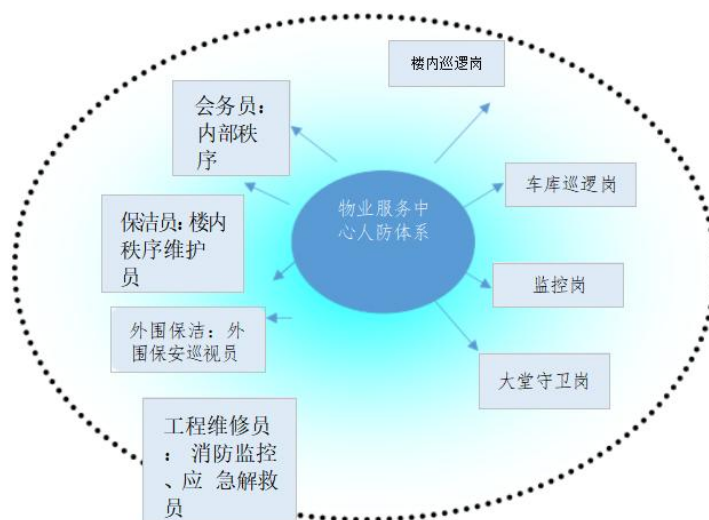 楼内巡逻岗
会务员：
内部秩
序
车库巡逻岗
物业服务中
心人防体系
保洁员：楼内
秩序维护
员
监控岗
外围保洁：外
围保安巡视员
大堂守卫岗
工程维修员
： 消防监控
、应 急解救
员